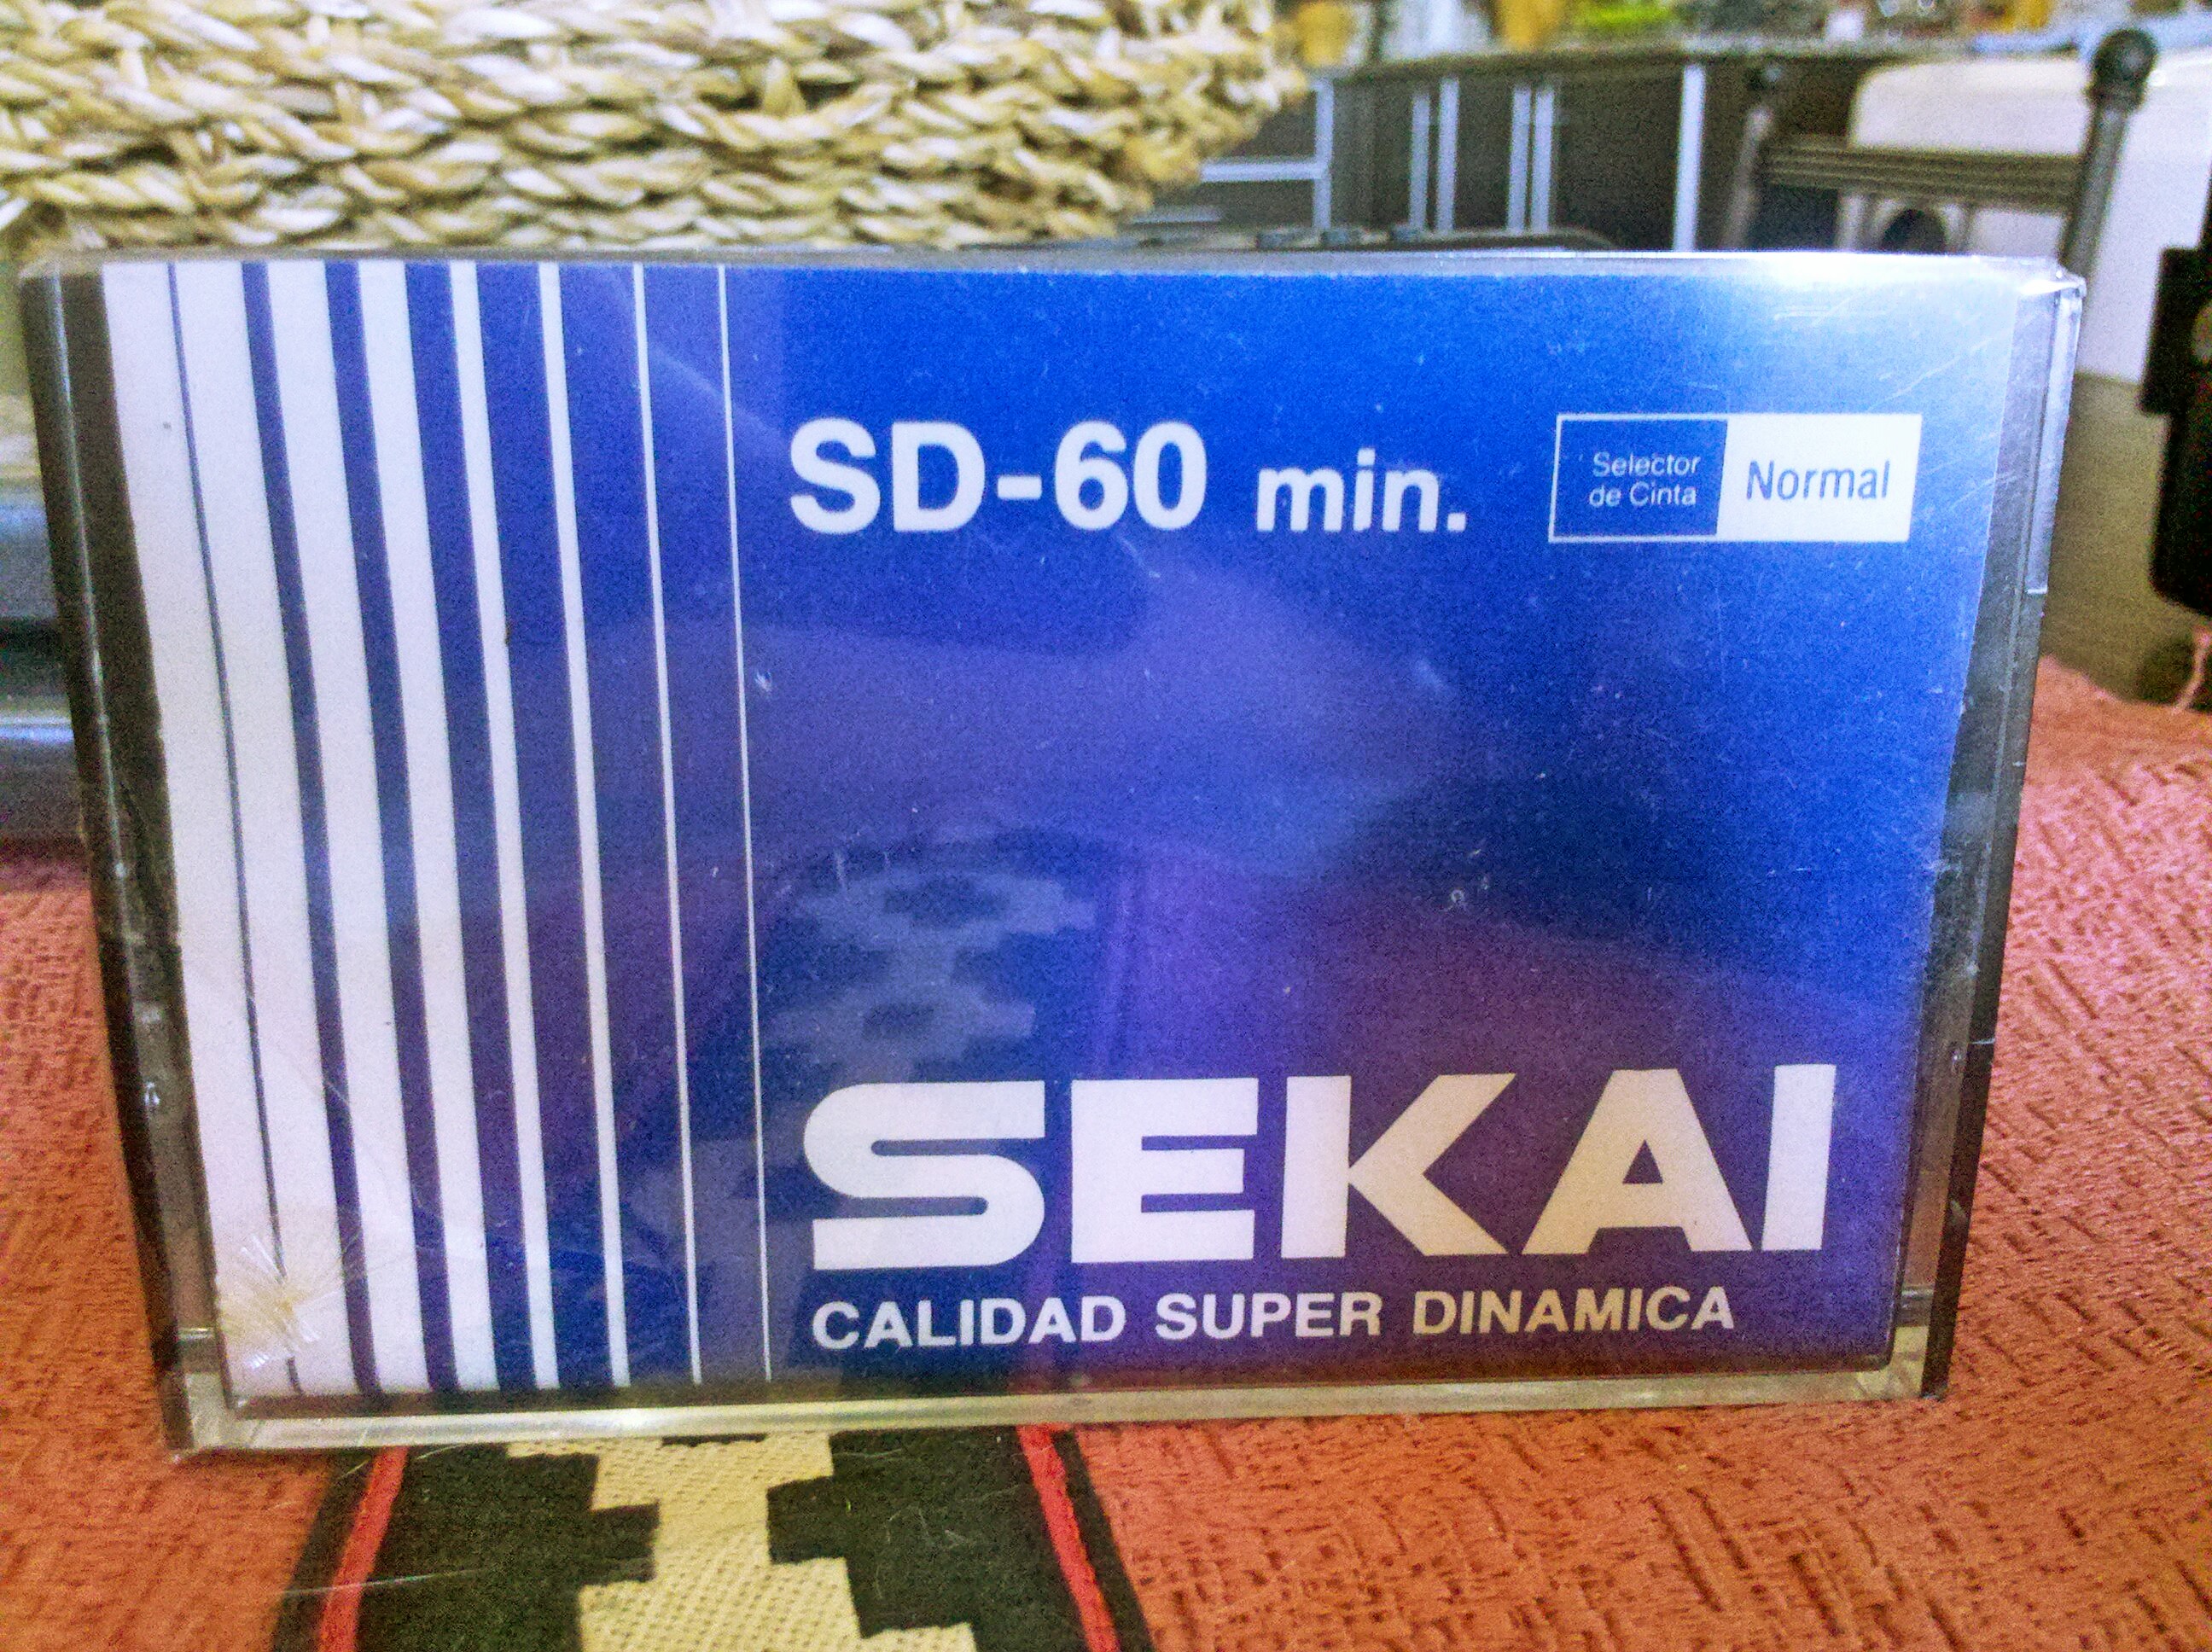 SD-60 min.
Selector
de Cinta
Normal
SEKAI
CALIDAD SUPER DINAMICA